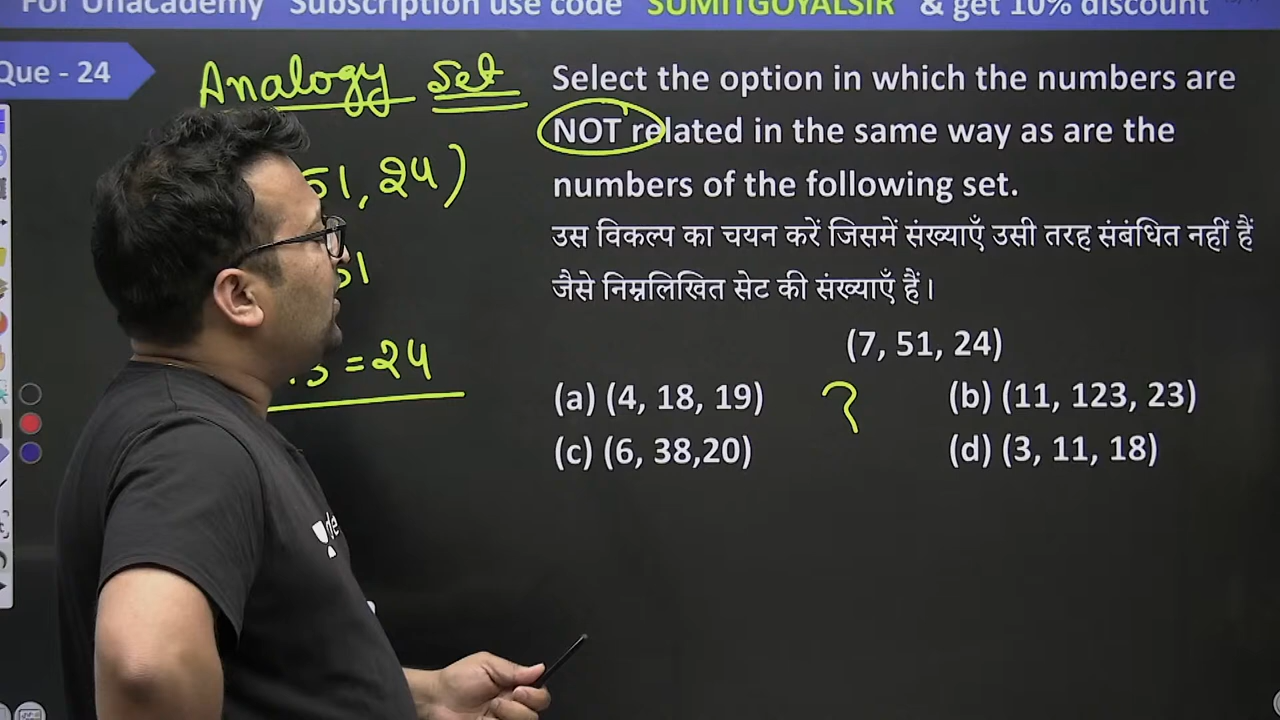 For Unacademy Subscription use code SUMITGOYALSIR & get 10% discount
Que - 24
Analogy Set
51, 24)
51
= 24
Select the option in which the numbers are
NOT related in the same way as are the
numbers of the following set.
उस विकल्प का चयन करें जिसमें संख्याएँ उसी तरह संबंधित नहीं हैं
जैसे निम्नलिखित सेट की संख्याएँ हैं।
(7, 51, 24)
(a) (4, 18, 19) ? (b) (11, 123, 23)
(c) (6, 38,20) (d) (3, 11, 18)